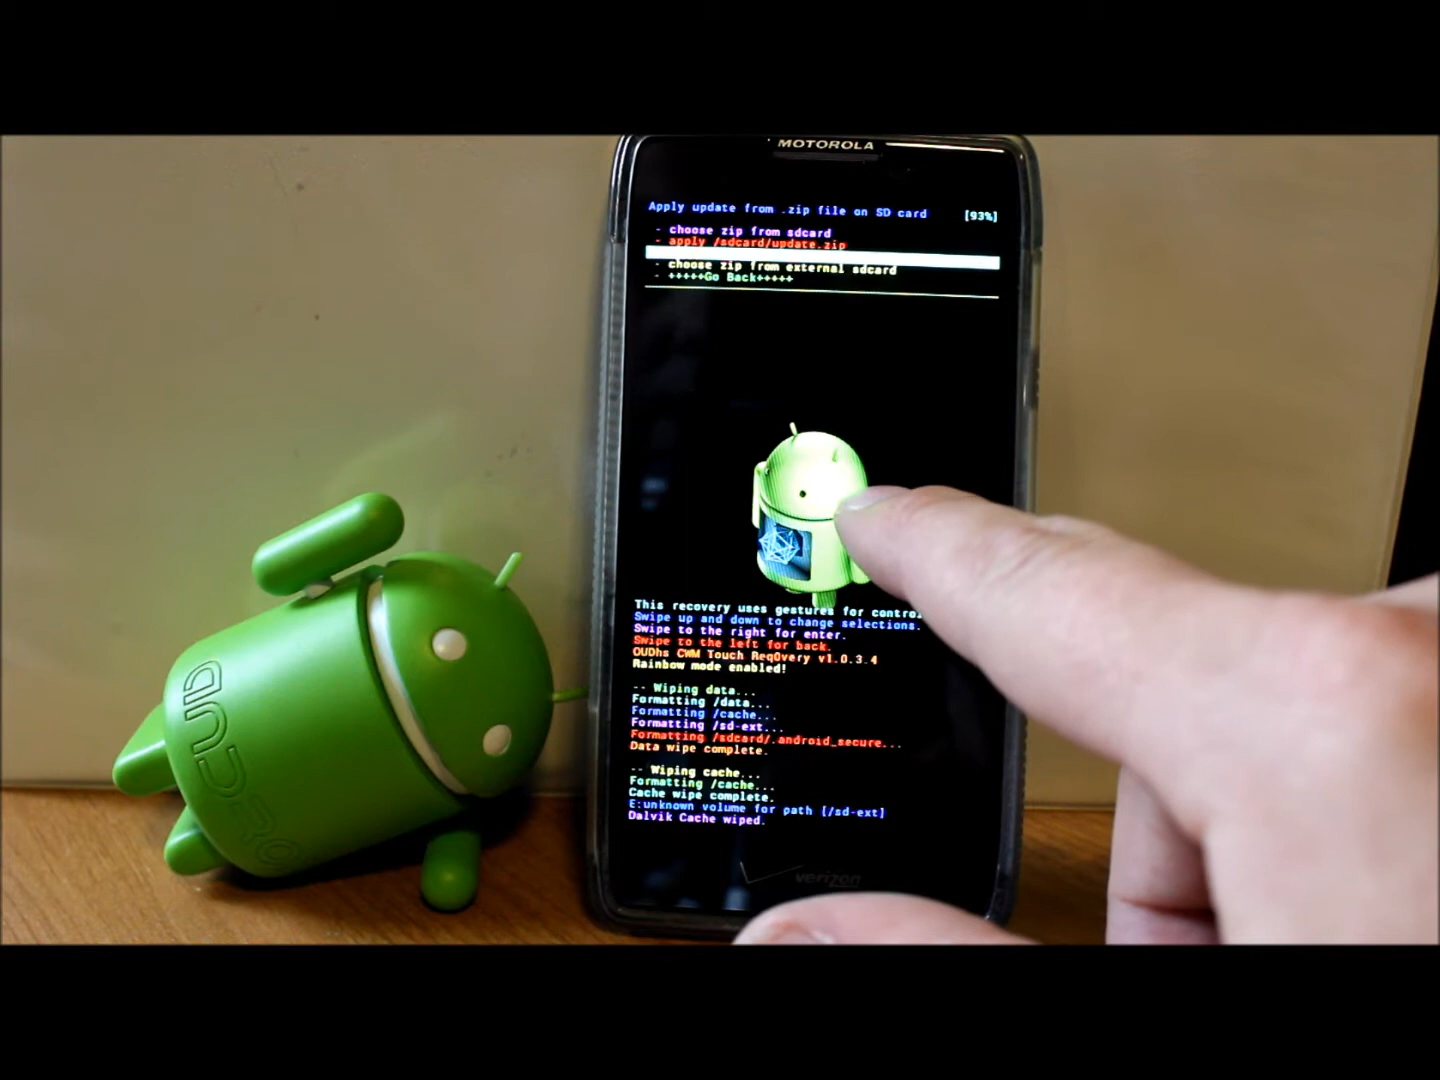 MOTOROLA
Apply update from .zip file on SD card [93%]
- choose zip from sdcard
- apply /sdcard/update.zip
- choose zip from external sdcard
- +++++Go Back+++++
This recovery uses gestures for control
Swipe up and down to change selections.
Swipe to the right for enter.
Swipe to the left for back.
OUDhs CWM Touch Req0very v1.0.3.4
Rainbow mode enabled!
-- Wiping data...
Formatting /data...
Formatting /cache...
Formatting /sd-ext...
Formatting /sdcard/.android_secure...
Data wipe complete.
-- Wiping cache...
Formatting /cache...
Cache wipe complete.
E:unknown volume for path [/sd-ext]
Dalvik Cache wiped.
verizon